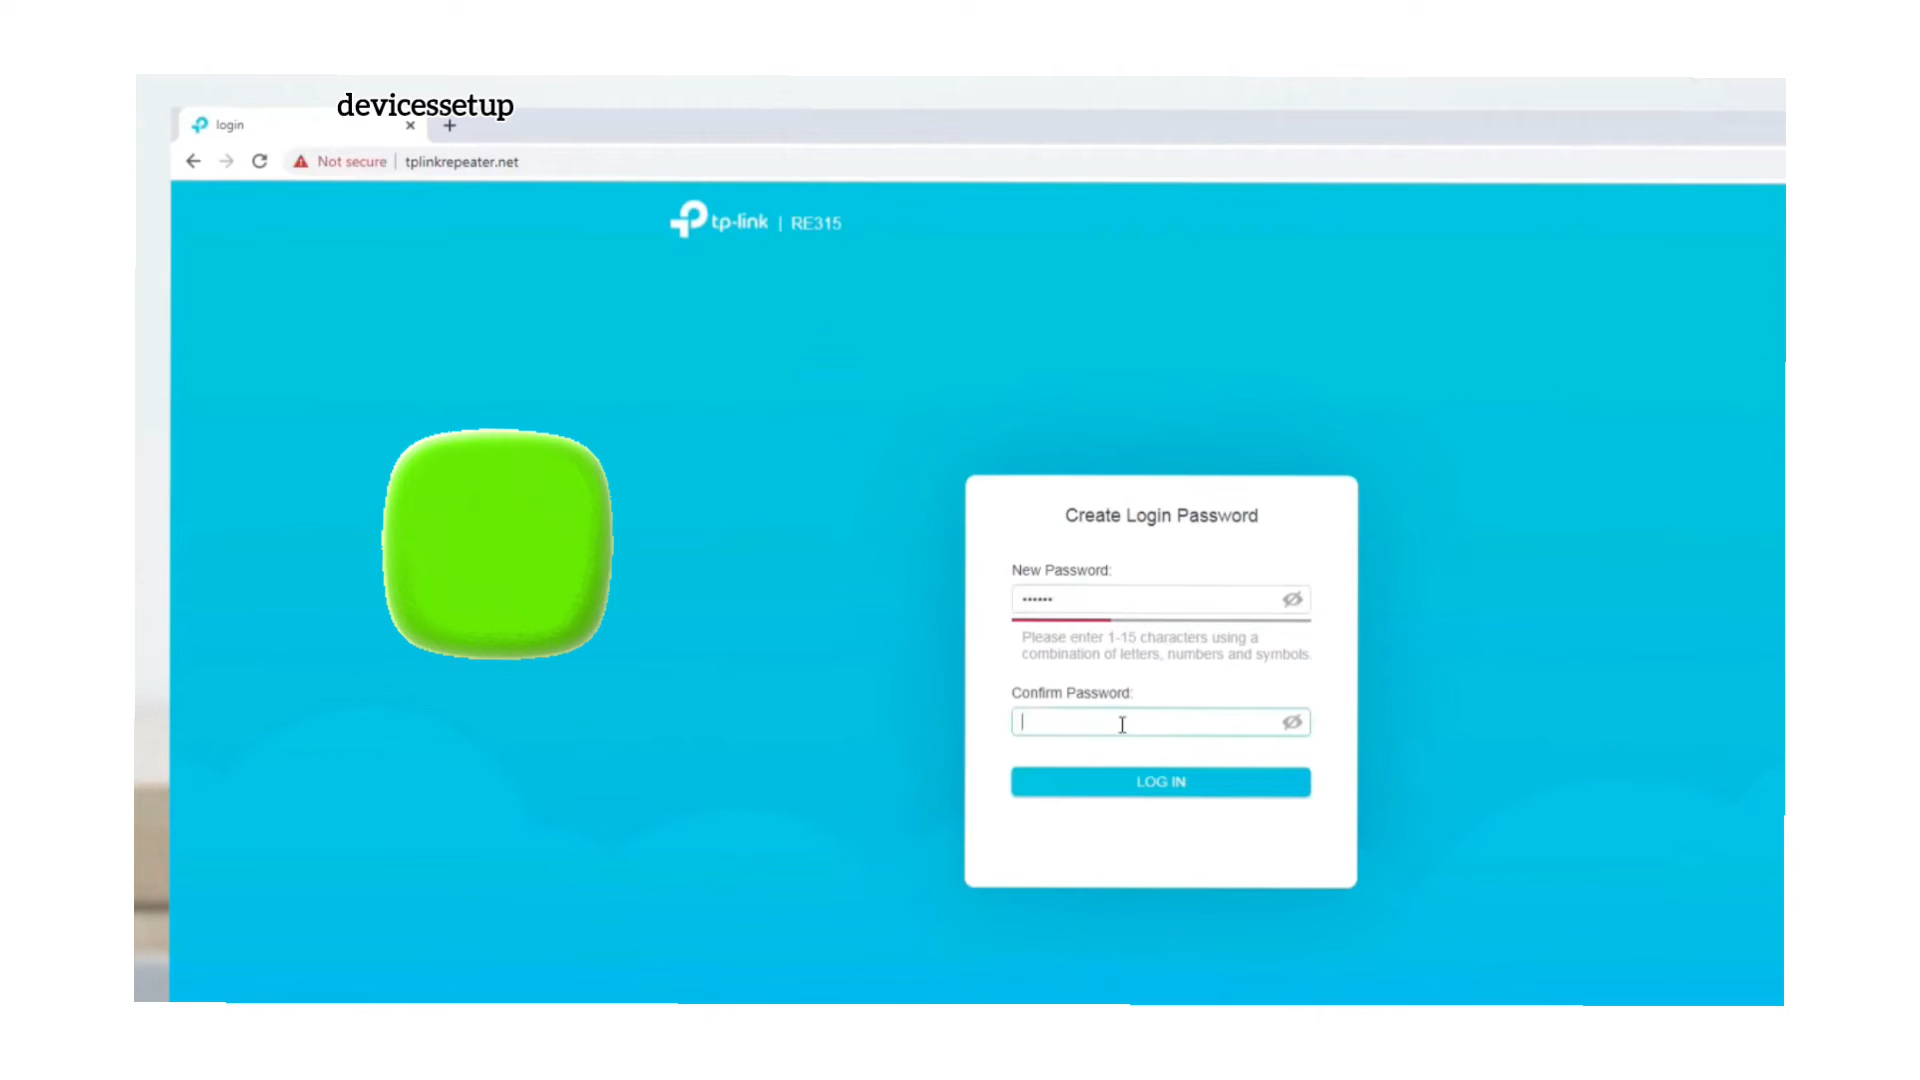 devicessetup
login
Not secure | tplinkrepeater.net
tp-link | RE315
Create Login Password
New Password:
••••••
Please enter 1-15 characters using a
combination of letters, numbers and symbols.
Confirm Password:
LOG IN